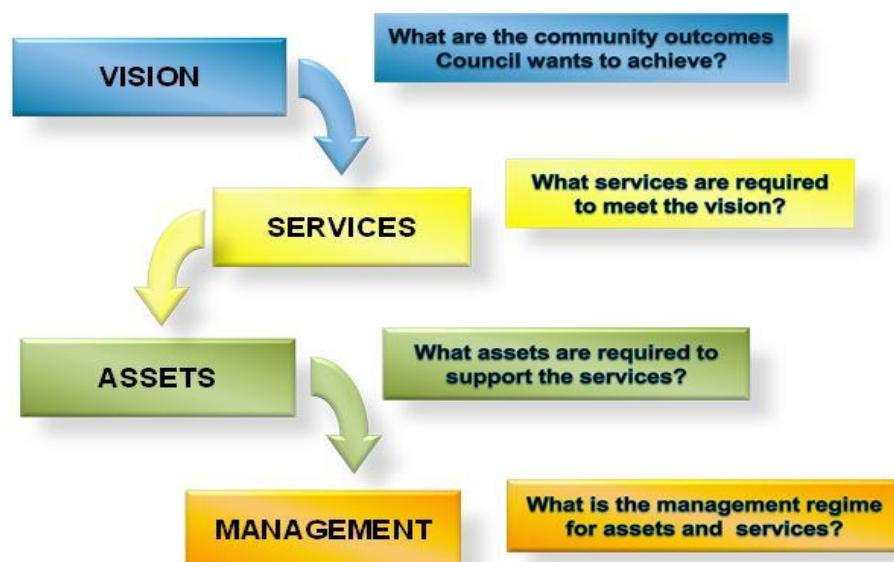 VISION
What are the community outcomes
Council wants to achieve?
SERVICES
What services are required
to meet the vision?
ASSETS
What assets are required to
support the services?
MANAGEMENT
What is the management regime
for assets and services?